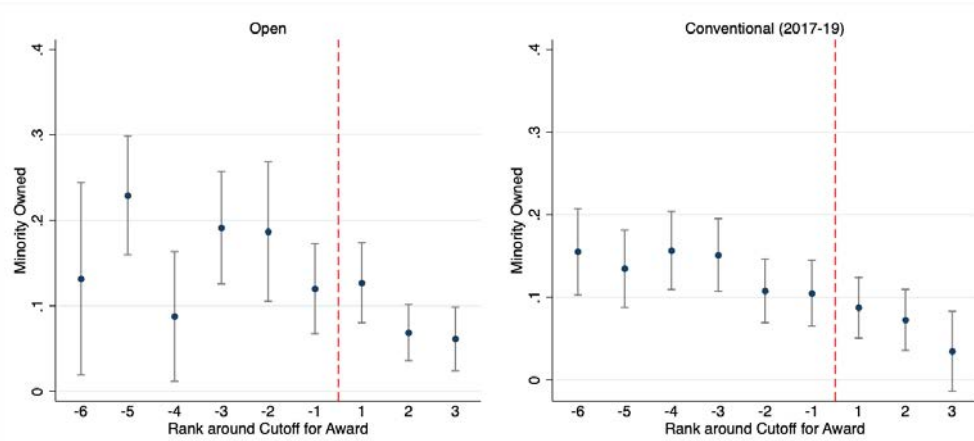 Open
Minority Owned
.4
.3
.2
.1
0
-6 -5 -4 -3 -2 -1 1 2 3
Rank around Cutoff for Award
Conventional (2017-19)
Minority Owned
.4
.3
.2
.1
0
-6 -5 -4 -3 -2 -1 1 2 3
Rank around Cutoff for Award